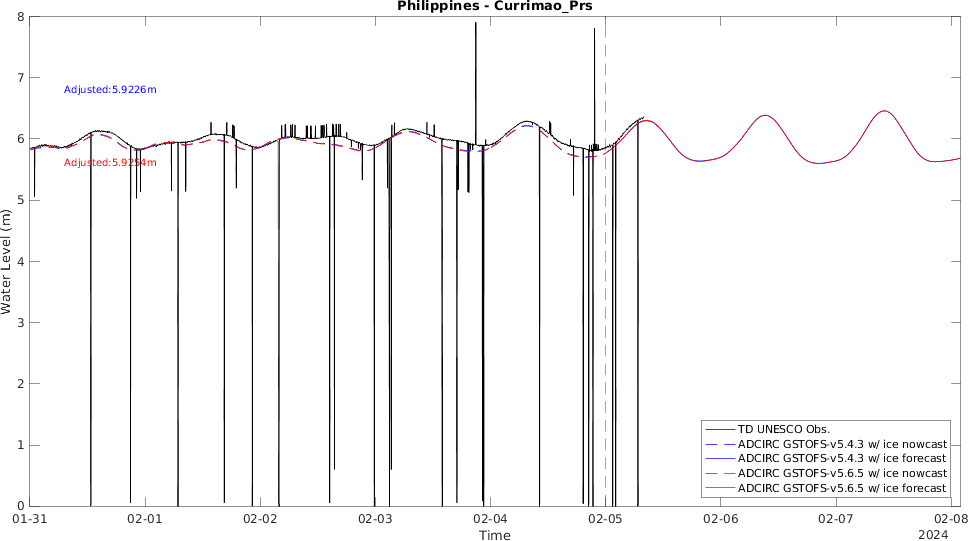 Philippines - Currimao_Prs
8
7
6
5
4
3
2
1
0
Water Level (m)
Adjusted:5.9226m
Adjusted:5.9254m
TD UNESCO Obs.
ADCIRC GSTOFS-v5.4.3 w/ ice nowcast
ADCIRC GSTOFS-v5.4.3 w/ ice forecast
ADCIRC GSTOFS-v5.6.5 w/ ice nowcast
ADCIRC GSTOFS-v5.6.5 w/ ice forecast
01-31 02-01 02-02 02-03 02-04 02-05 02-06 02-07 02-08
Time
2024